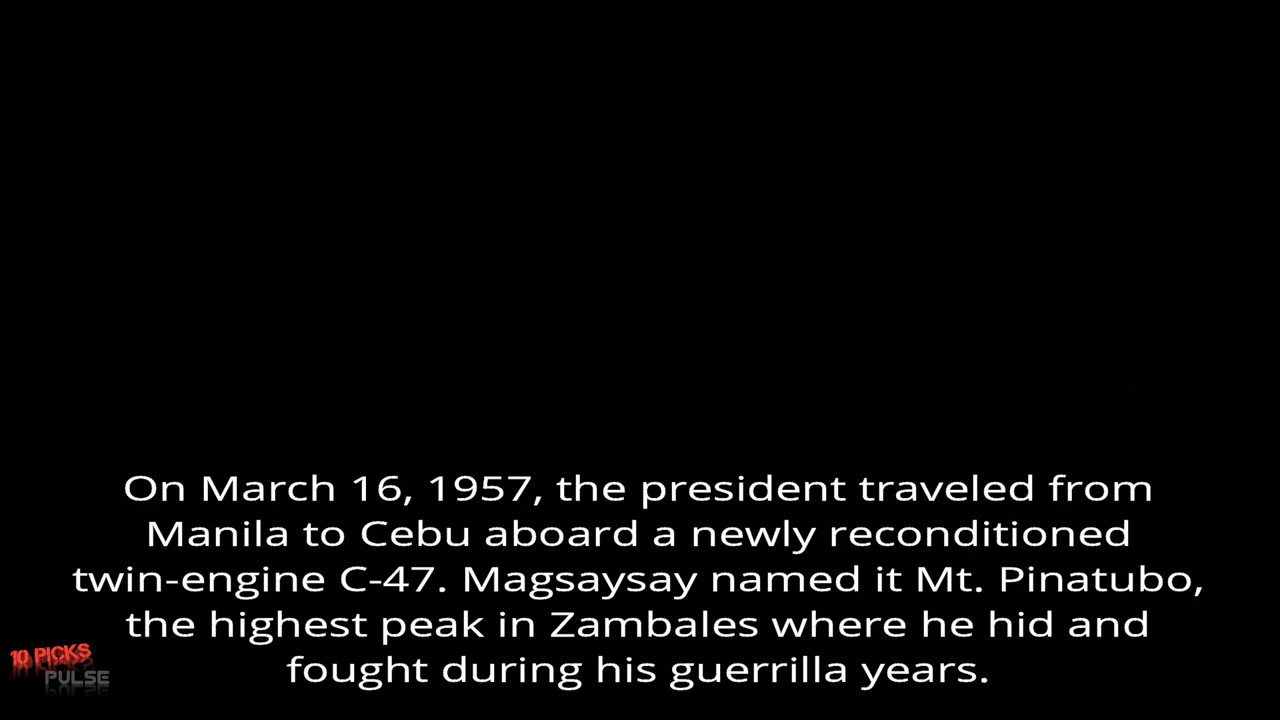 On March 16, 1957, the president traveled from
Manila to Cebu aboard a newly reconditioned
twin-engine C-47. Magsaysay named it Mt. Pinatubo,
the highest peak in Zambales where he hid and
fought during his guerrilla years.
10 PICKS
PULSE